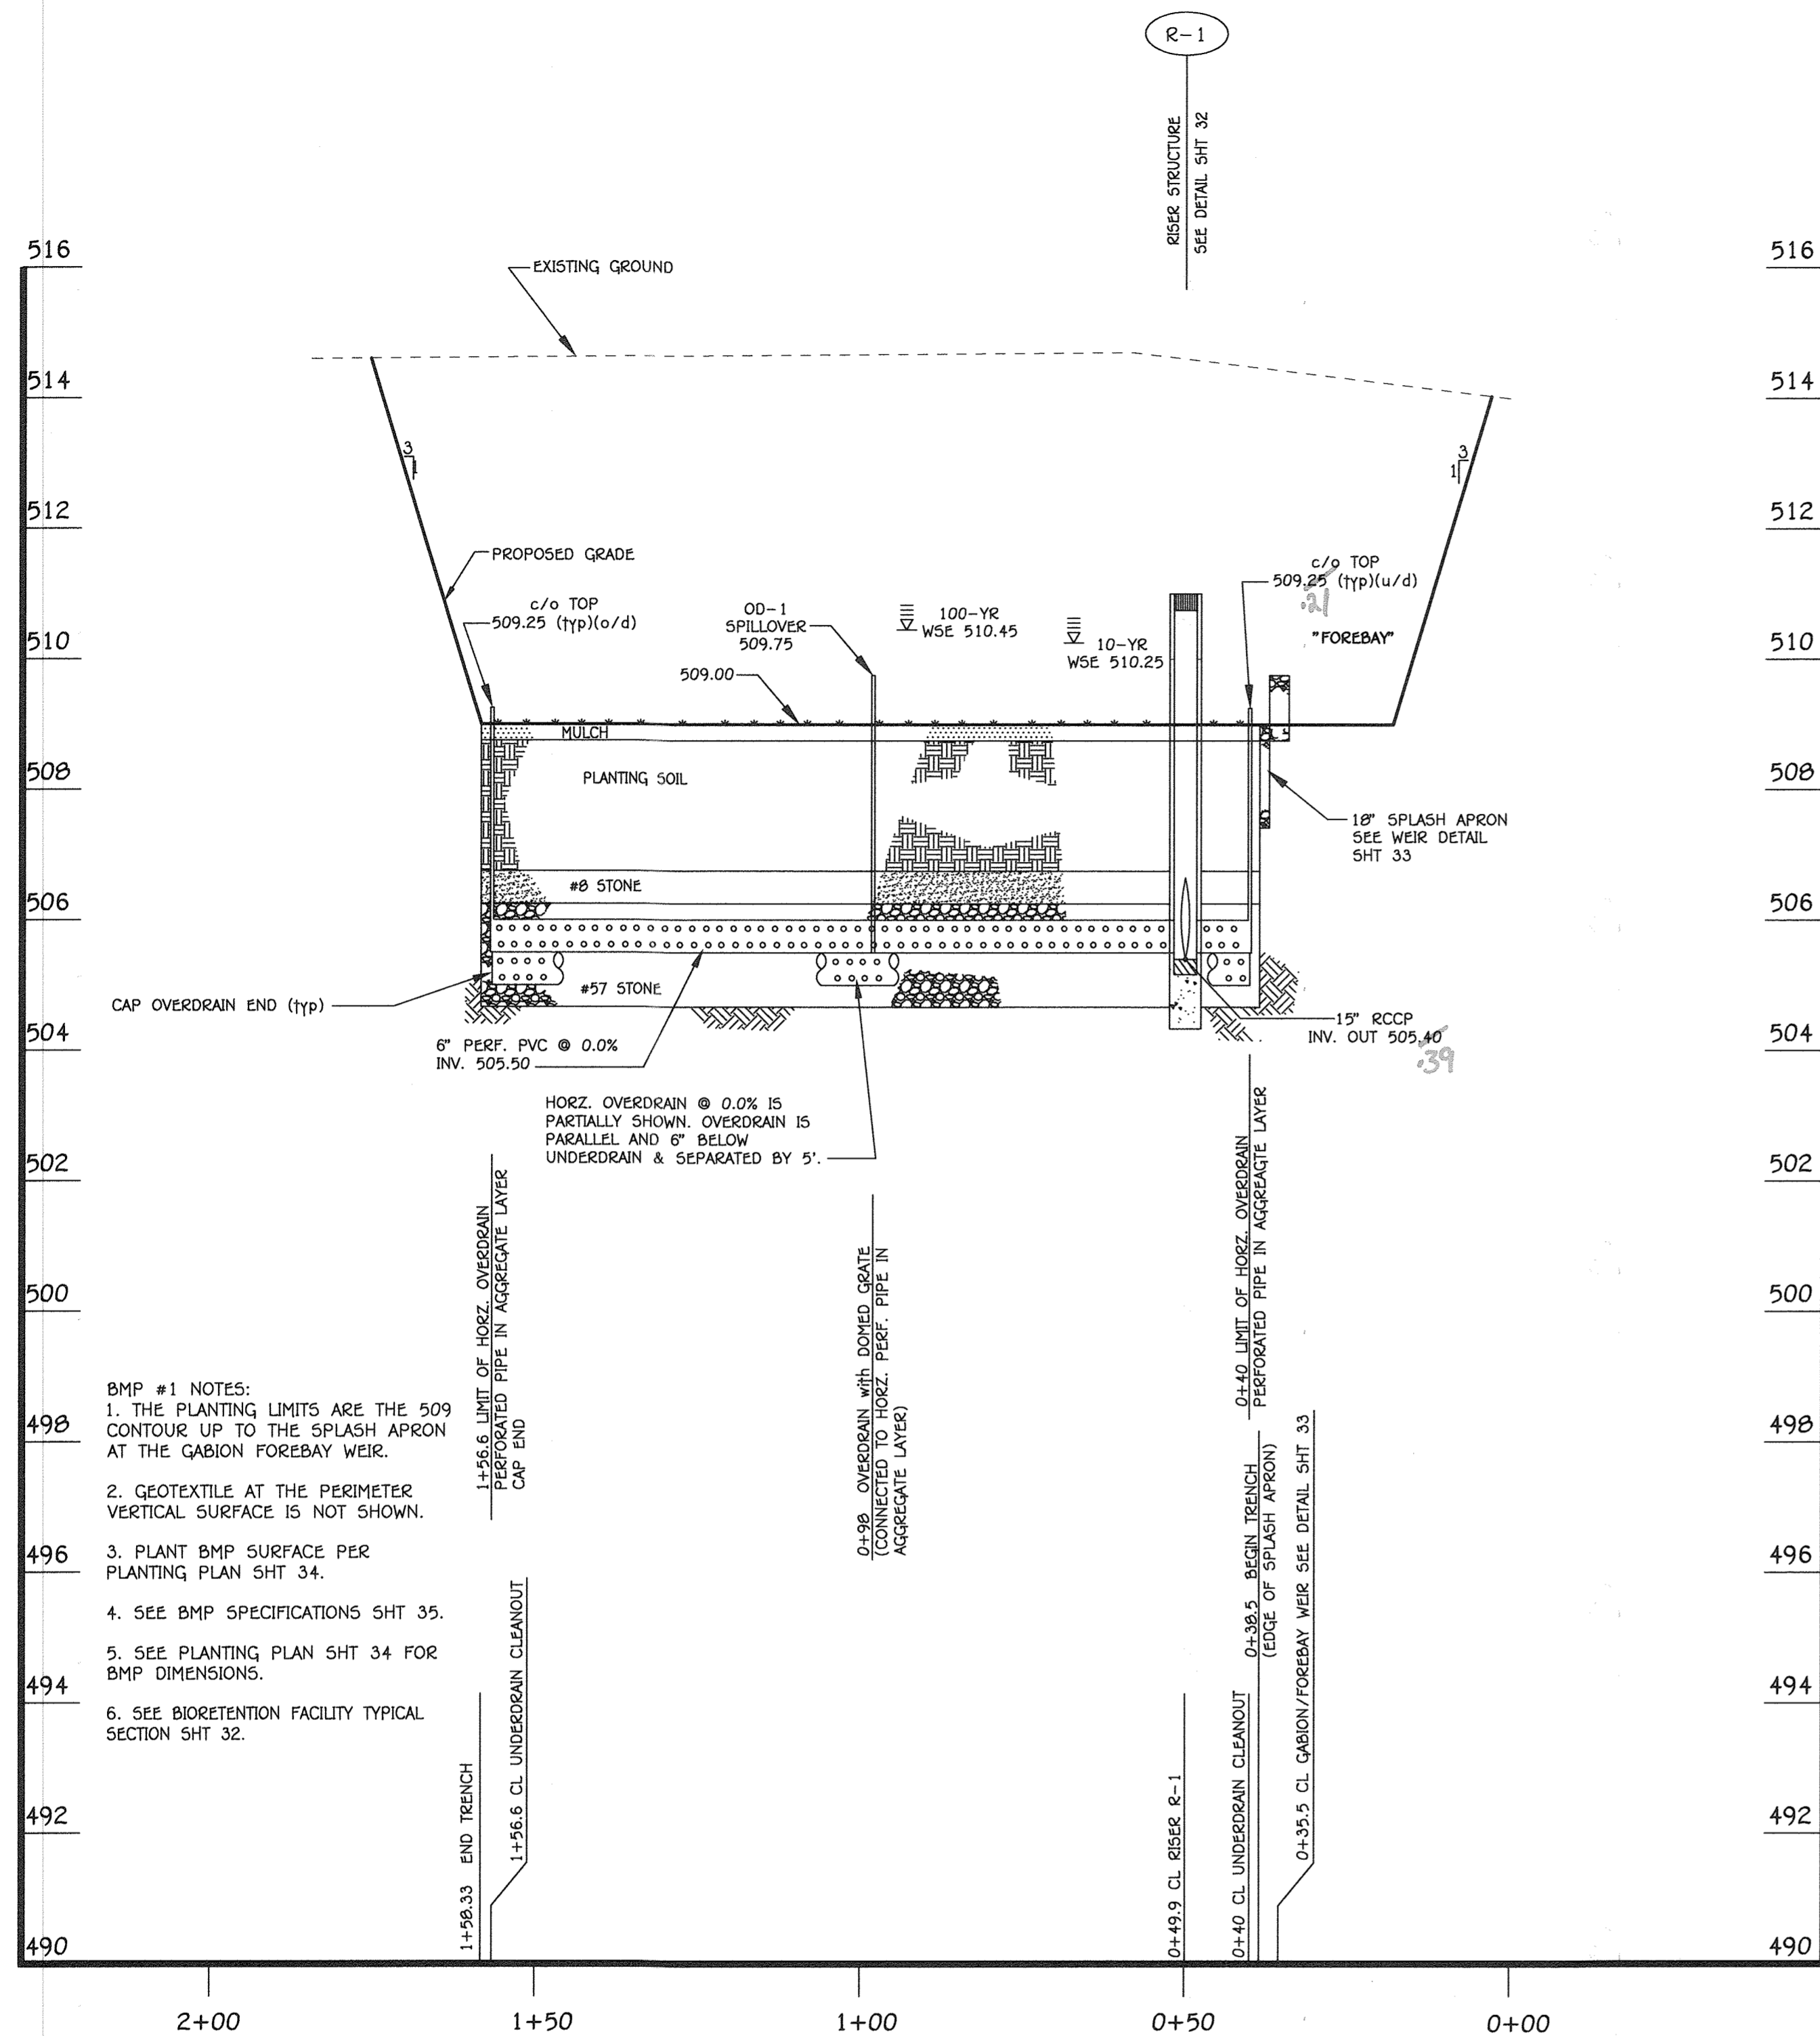 R-1
RISER STRUCTURE
SEE DETAIL SHT 32
516
516
EXISTING GROUND
514
514
3
1
3
1
512
512
PROPOSED GRADE
c/o TOP
509.25 (typ)(o/d)
OD-1
SPILLOVER
509.75
100-YR
WSE 510.45
10-YR
WSE 510.25
c/o TOP
509.25 (typ)(u/d)
.21
"FOREBAY"
510
510
509.00
MULCH
PLANTING SOIL
508
508
18" SPLASH APRON
SEE WEIR DETAIL
SHT 33
#8 STONE
506
506
#57 STONE
CAP OVERDRAIN END (typ)
15" RCCP
INV. OUT 505.40
.39
504
504
6" PERF. PVC @ 0.0%
INV. 505.50
HORZ. OVERDRAIN @ 0.0% IS
PARTIALLY SHOWN. OVERDRAIN IS
PARALLEL AND 6" BELOW
UNDERDRAIN & SEPARATED BY 5'.
502
502
1+56.6 LIMIT OF HORZ. OVERDRAIN
PERFORATED PIPE IN AGGREGATE LAYER
CAP END
0+98 OVERDRAIN with DOMED GRATE
(CONNECTED TO HORZ. PERF. PIPE IN
AGGREGATE LAYER)
0+40 LIMIT OF HORZ. OVERDRAIN
PERFORATED PIPE IN AGGREAGTE LAYER
500
500
BMP #1 NOTES:
1. THE PLANTING LIMITS ARE THE 509
CONTOUR UP TO THE SPLASH APRON
AT THE GABION FOREBAY WEIR.
2. GEOTEXTILE AT THE PERIMETER
VERTICAL SURFACE IS NOT SHOWN.
3. PLANT BMP SURFACE PER
PLANTING PLAN SHT 34.
4. SEE BMP SPECIFICATIONS SHT 35.
5. SEE PLANTING PLAN SHT 34 FOR
BMP DIMENSIONS.
6. SEE BIORETENTION FACILITY TYPICAL
SECTION SHT 32.
498
498
496
496
494
494
492
492
490
490
1+58.33 END TRENCH
1+56.6 CL UNDERDRAIN CLEANOUT
0+49.9 CL RISER R-1
0+40 CL UNDERDRAIN CLEANOUT
0+38.5 BEGIN TRENCH
(EDGE OF SPLASH APRON)
0+35.5 CL GABION/FOREBAY WEIR SEE DETAIL SHT 33
2+00
1+50
1+00
0+50
0+00